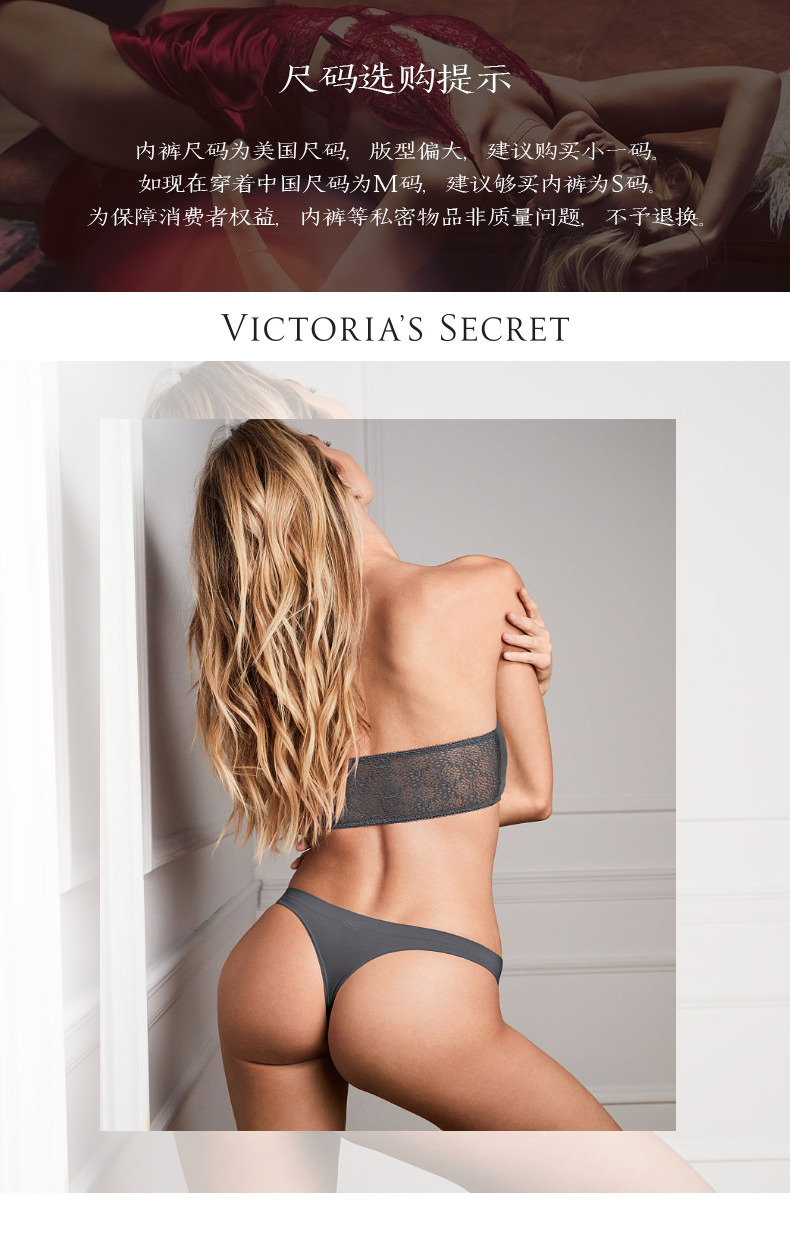 尺码选购提示
内裤尺码为美国尺码，版型偏大，建议购买小一码。
如现在穿着中国尺码为M码，建议够买内裤为S码。
为保障消费者权益，内裤等私密物品非质量问题，不予退换。
VICTORIA’S SECRET